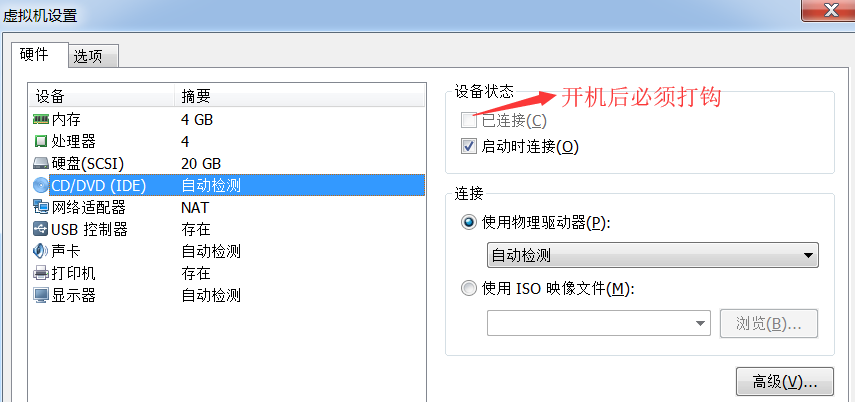 虚拟机设置
硬件 选项
设备 摘要
内存 4 GB
处理器 4
硬盘(SCSI) 20 GB
CD/DVD (IDE) 自动检测
网络适配器 NAT
USB 控制器 存在
声卡 自动检测
打印机 存在
显示器 自动检测
设备状态
开机后必须打钩
已连接(C)
启动时连接(O)
连接
使用物理驱动器(P):
自动检测
使用 ISO 映像文件(M):
浏览(B)...
高级(V)...